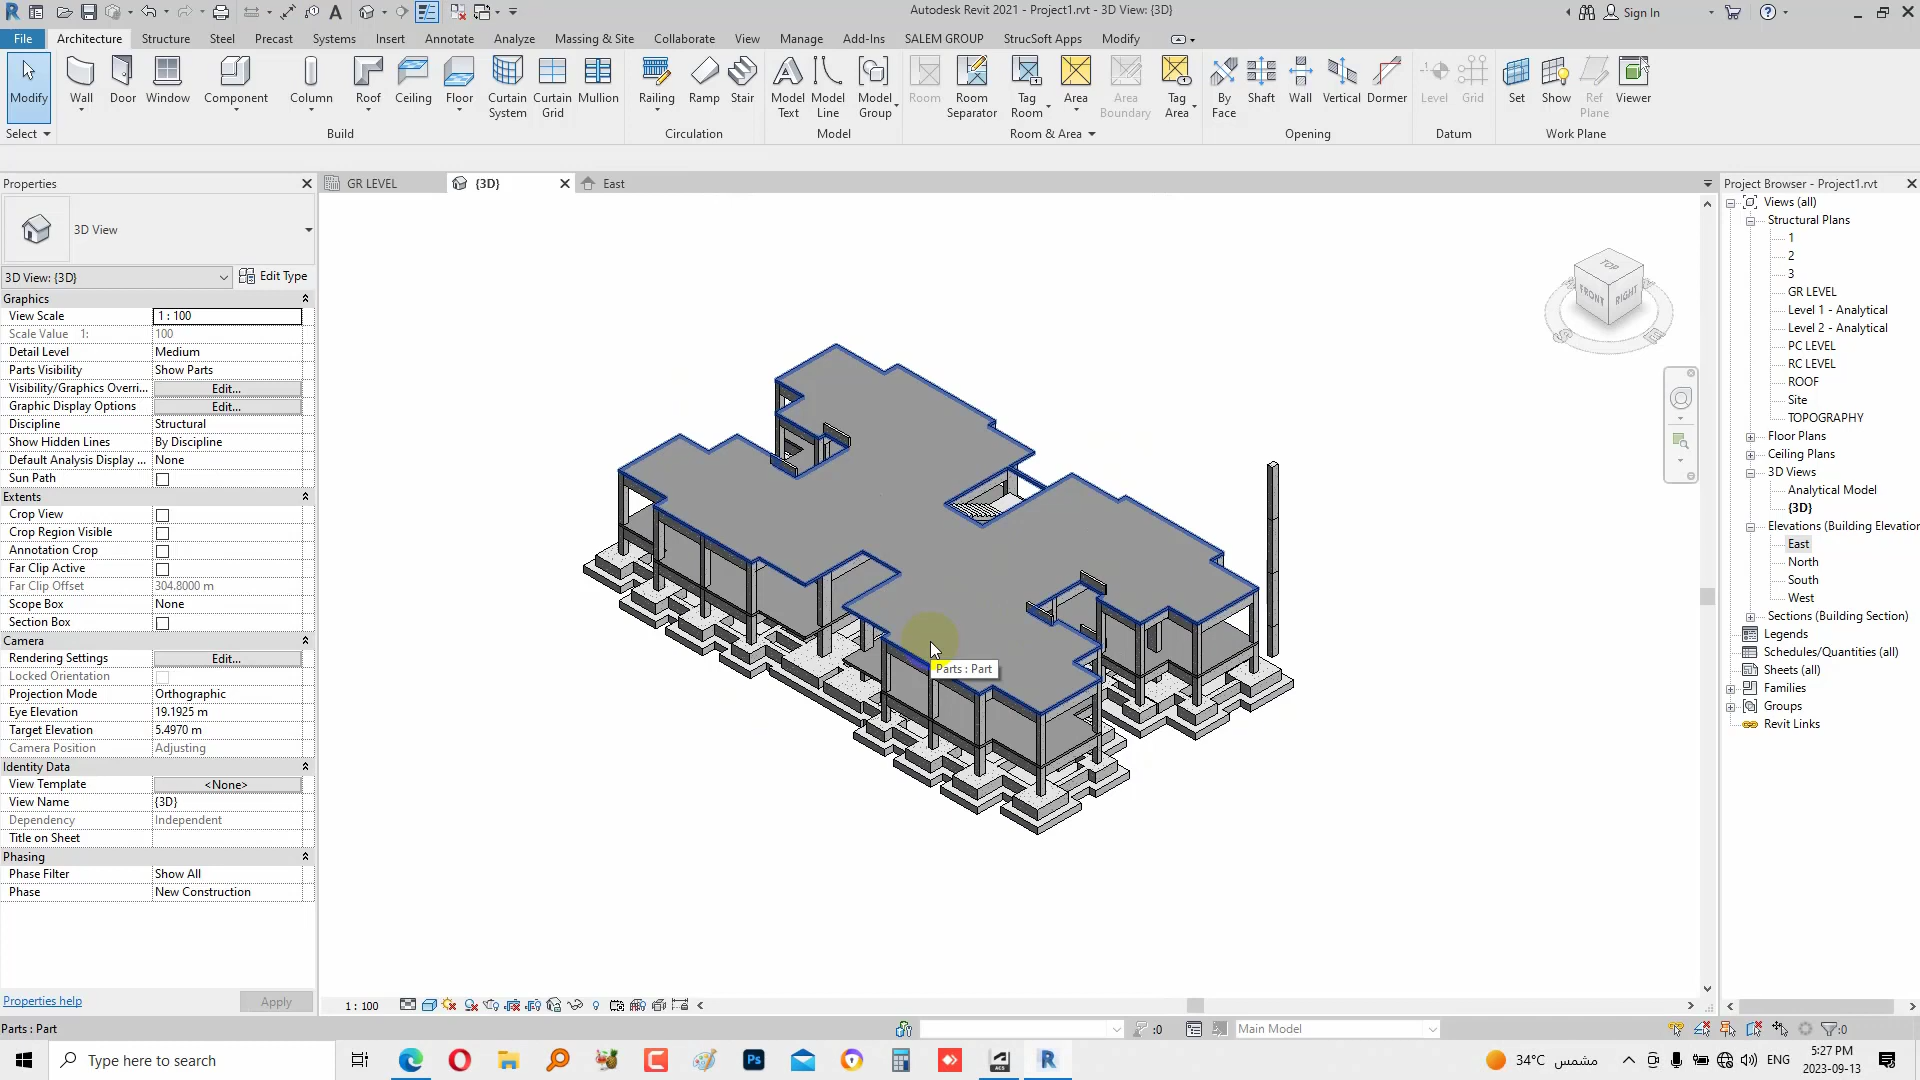 Autodesk Revit 2021 - Project1.rvt - 3D View: {3D}
Sign In
File
Architecture
Structure
Steel
Precast
Systems
Insert
Annotate
Analyze
Massing & Site
Collaborate
View
Manage
Add-Ins
SALEM GROUP
StrucSoft Apps
Modify
Modify
Wall
Door
Window
Component
Column
Roof
Ceiling
Floor
Curtain System
Curtain Grid
Mullion
Railing
Ramp
Stair
Model Text
Model Line
Model Group
Room
Room Separator
Tag Room
Area
Area Boundary
Tag Area
By Face
Shaft
Wall
Vertical
Dormer
Level
Grid
Set
Show
Ref Plane
Viewer
Select
Build
Circulation
Model
Room & Area
Opening
Datum
Work Plane
Properties
3D View
3D View: {3D}
Edit Type
Graphics
View Scale 1 : 100
Scale Value 1: 100
Detail Level Medium
Parts Visibility Show Parts
Visibility/Graphics Overri... Edit...
Graphic Display Options Edit...
Discipline Structural
Show Hidden Lines By Discipline
Default Analysis Display ... None
Sun Path
Extents
Crop View
Crop Region Visible
Annotation Crop
Far Clip Active
Far Clip Offset 304.8000 m
Scope Box None
Section Box
Camera
Rendering Settings Edit...
Locked Orientation
Projection Mode Orthographic
Eye Elevation 19.1925 m
Target Elevation 5.4970 m
Camera Position Adjusting
Identity Data
View Template <None>
View Name {3D}
Dependency Independent
Title on Sheet
Phasing
Phase Filter Show All
Phase New Construction
Properties help
Apply
GR LEVEL
{3D}
East
TOP
FRONT
RIGHT
Parts : Part
Project Browser - Project1.rvt
Views (all)
Structural Plans
1
2
3
GR LEVEL
Level 1 - Analytical
Level 2 - Analytical
PC LEVEL
RC LEVEL
ROOF
Site
TOPOGRAPHY
Floor Plans
Ceiling Plans
3D Views
Analytical Model
{3D}
Elevations (Building Elevation
East
North
South
West
Sections (Building Section)
Legends
Schedules/Quantities (all)
Sheets (all)
Families
Groups
Revit Links
1 : 100
Parts : Part
:0
Main Model
:0
Type here to search
34°C مشمس
ENG
5:27 PM
2023-09-13